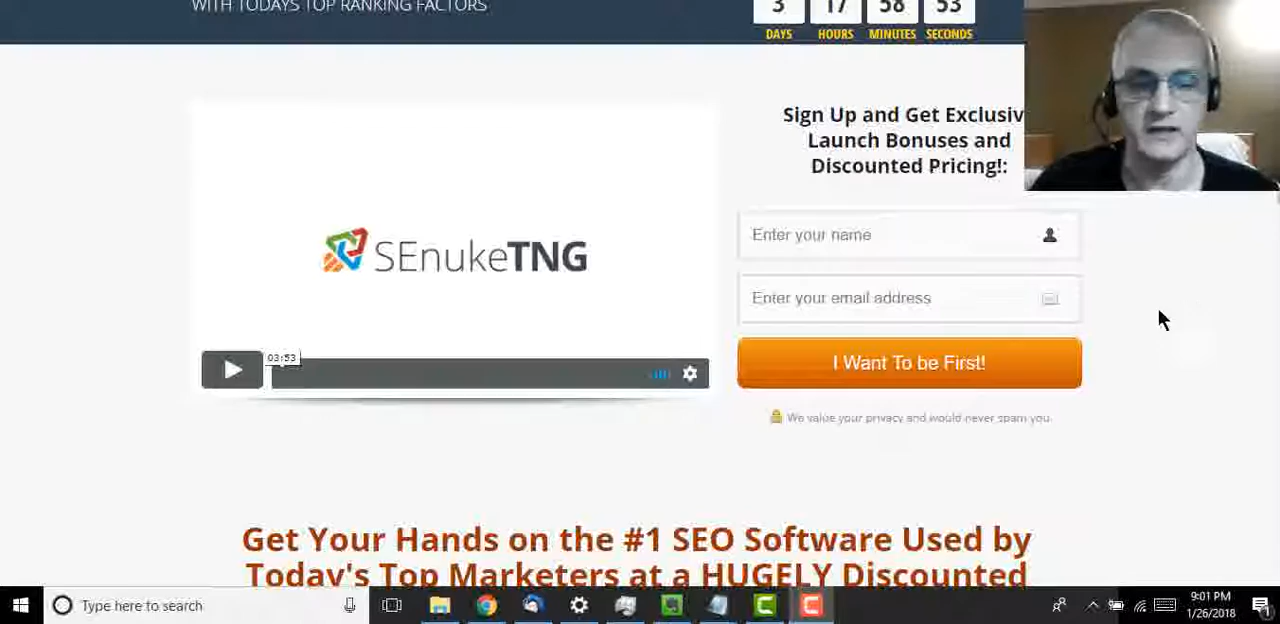 WITH TODAYS TOP RANKING FACTORS
3 17 58 53
DAYS HOURS MINUTES SECONDS
Sign Up and Get Exclusiv
Launch Bonuses and
Discounted Pricing!:
SEnukeTNG
Enter your name
Enter your email address
03:53
I Want To be First!
We value your privacy and would never spam you
Get Your Hands on the #1 SEO Software Used by
Today's Top Marketers at a HUGELY Discounted
Type here to search
9:01 PM
1/26/2018
1